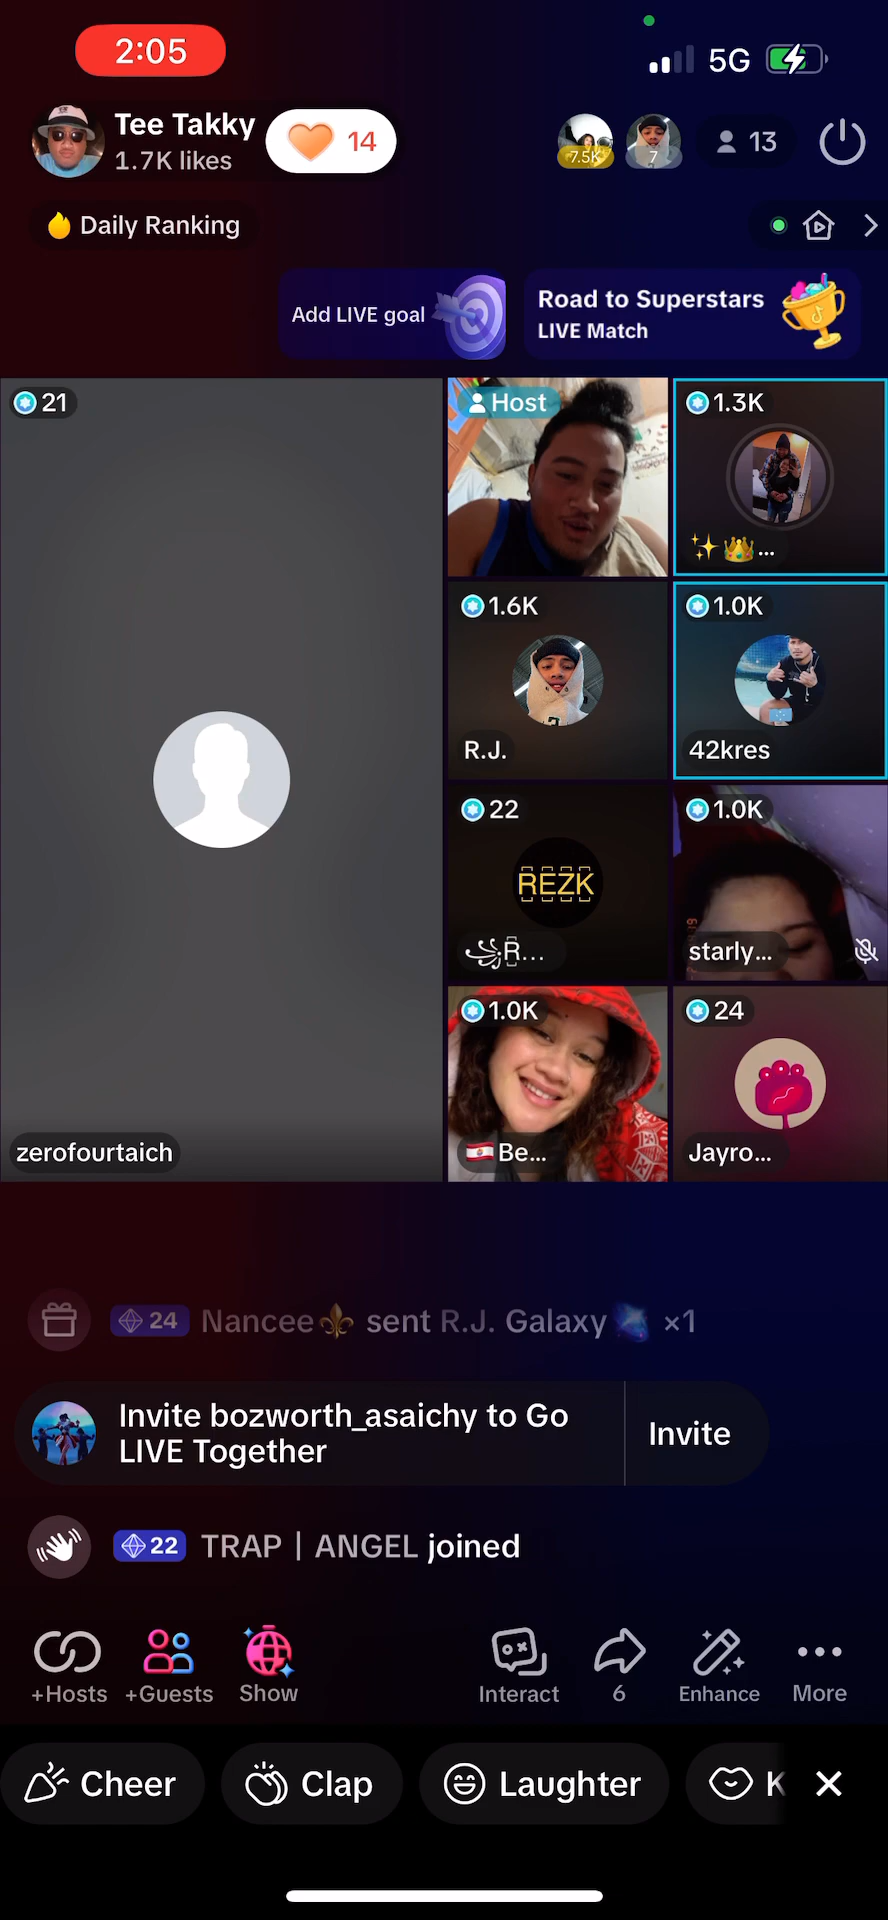 2:05
5G
Tee Takky
1.7K likes
14
7.5K
7
13
Daily Ranking
Add LIVE goal
Road to Superstars
LIVE Match
21
Host
1.3K
...
1.6K
R.J.
1.0K
42kres
22
REZK
1.0K
starly...
1.0K
Be...
24
Jayro...
zerofourtaich
24 Nancee⚜️ sent R.J. Galaxy ×1
Invite bozworth_asaichy to Go
LIVE Together
Invite
22 TRAP | ANGEL joined
+Hosts
+Guests
Show
Interact
6
Enhance
More
Cheer
Clap
Laughter